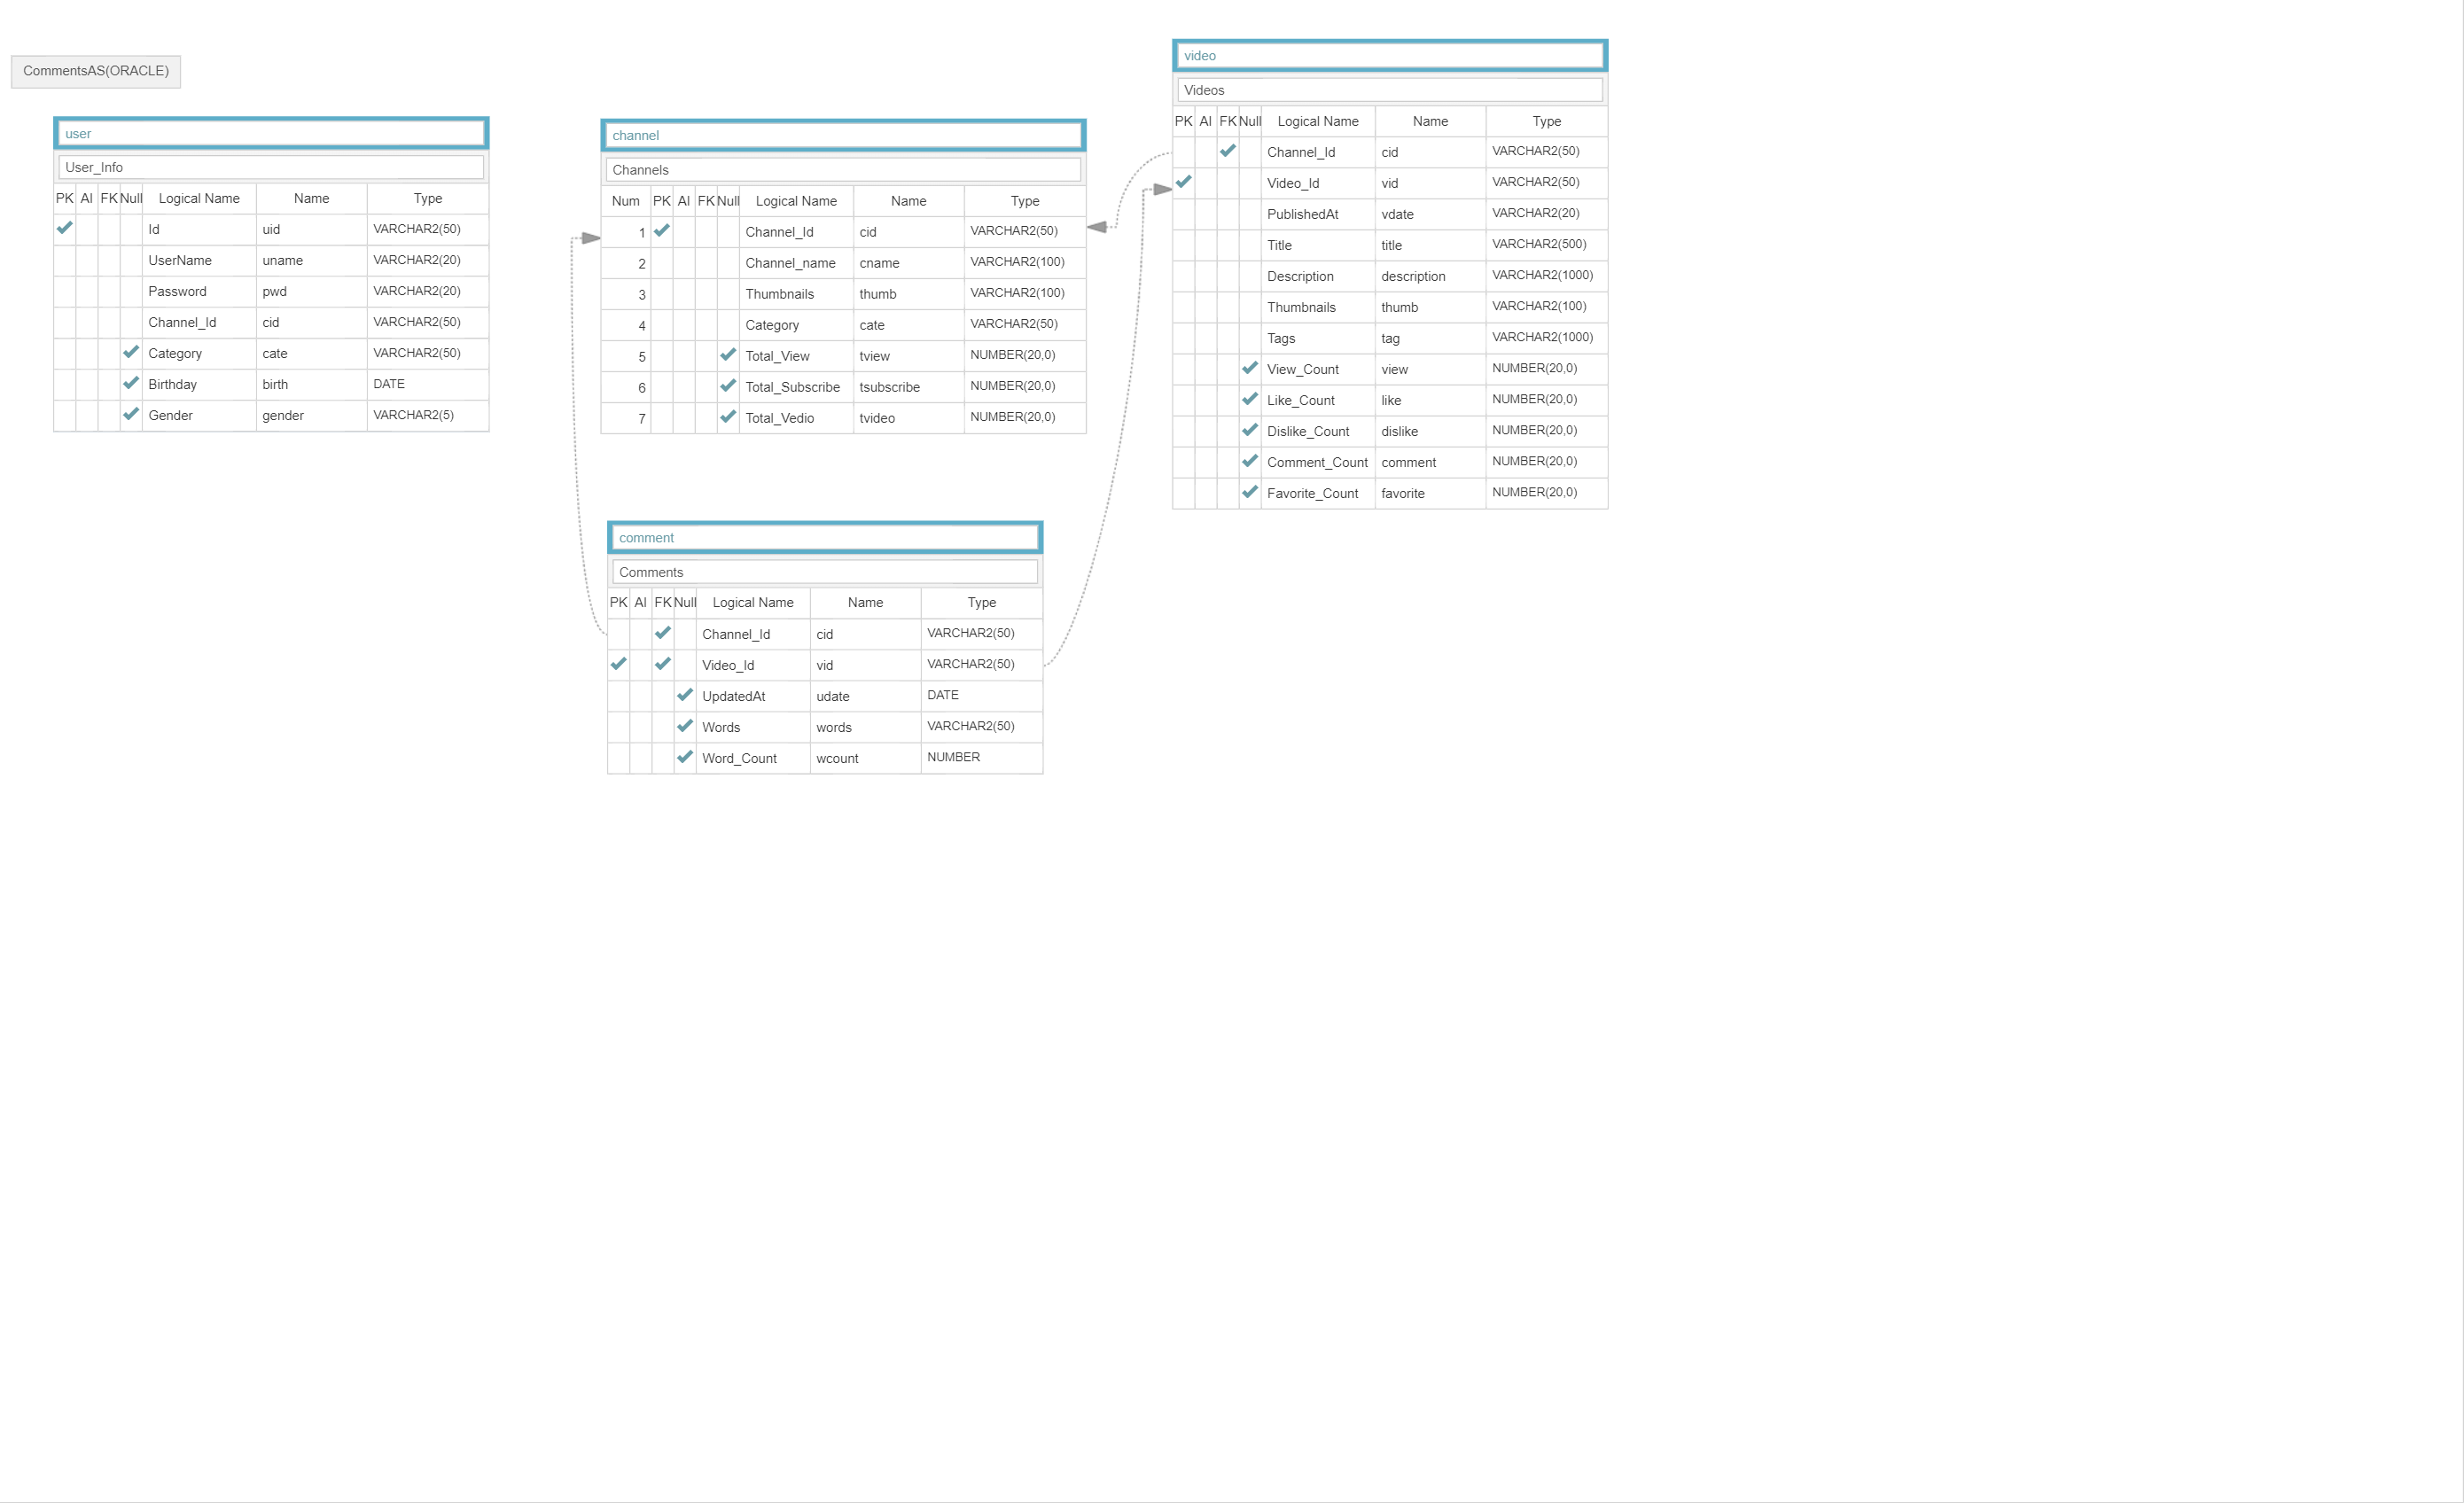 CommentsAS(ORACLE)
user
User_Info
PK AI FK Null Logical Name Name Type
Id uid VARCHAR2(50)
UserName uname VARCHAR2(20)
Password pwd VARCHAR2(20)
Channel_Id cid VARCHAR2(50)
Category cate VARCHAR2(50)
Birthday birth DATE
Gender gender VARCHAR2(5)
channel
Channels
Num PK AI FK Null Logical Name Name Type
1 Channel_Id cid VARCHAR2(50)
2 Channel_name cname VARCHAR2(100)
3 Thumbnails thumb VARCHAR2(100)
4 Category cate VARCHAR2(50)
5 Total_View tview NUMBER(20,0)
6 Total_Subscribe tsubscribe NUMBER(20,0)
7 Total_Vedio tvideo NUMBER(20,0)
video
Videos
PK AI FK Null Logical Name Name Type
Channel_Id cid VARCHAR2(50)
Video_Id vid VARCHAR2(50)
PublishedAt vdate VARCHAR2(20)
Title title VARCHAR2(500)
Description description VARCHAR2(1000)
Thumbnails thumb VARCHAR2(100)
Tags tag VARCHAR2(1000)
View_Count view NUMBER(20,0)
Like_Count like NUMBER(20,0)
Dislike_Count dislike NUMBER(20,0)
Comment_Count comment NUMBER(20,0)
Favorite_Count favorite NUMBER(20,0)
comment
Comments
PK AI FK Null Logical Name Name Type
Channel_Id cid VARCHAR2(50)
Video_Id vid VARCHAR2(50)
UpdatedAt udate DATE
Words words VARCHAR2(50)
Word_Count wcount NUMBER